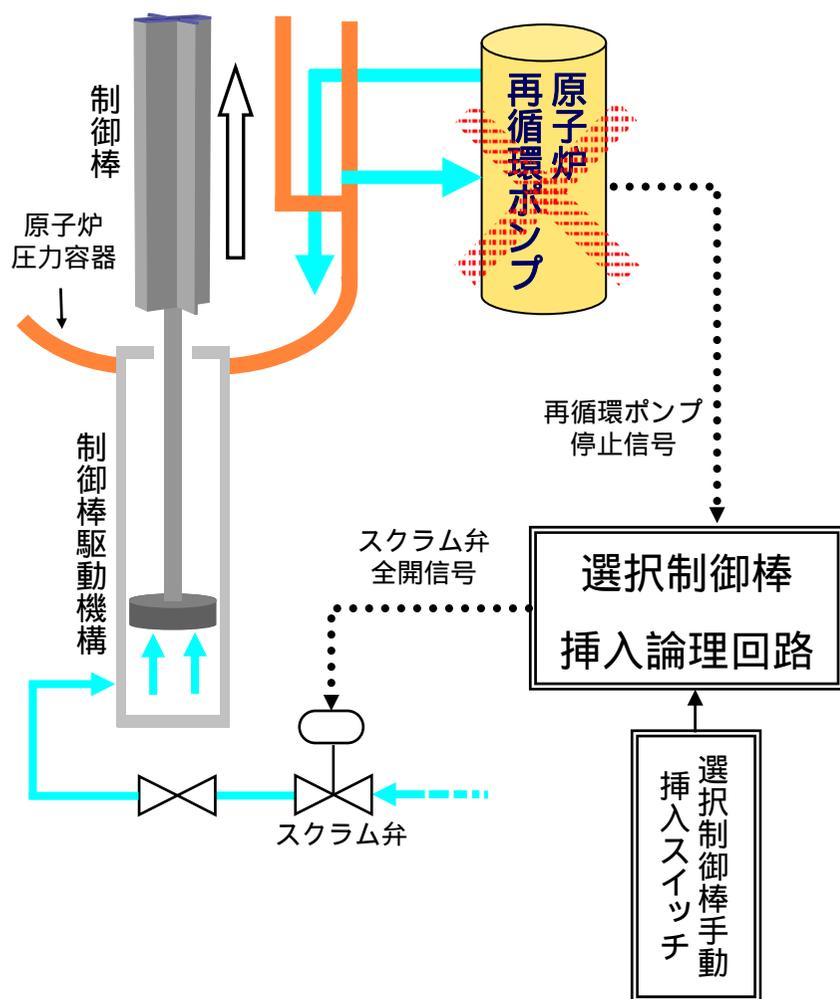 制御棒
原子炉
圧力容器
原子炉
再循環ポンプ
再循環ポンプ
停止信号
制御棒駆動機構
スクラム弁
全開信号
選択制御棒
挿入論理回路
スクラム弁
選択制御棒手動
挿入スイッチ